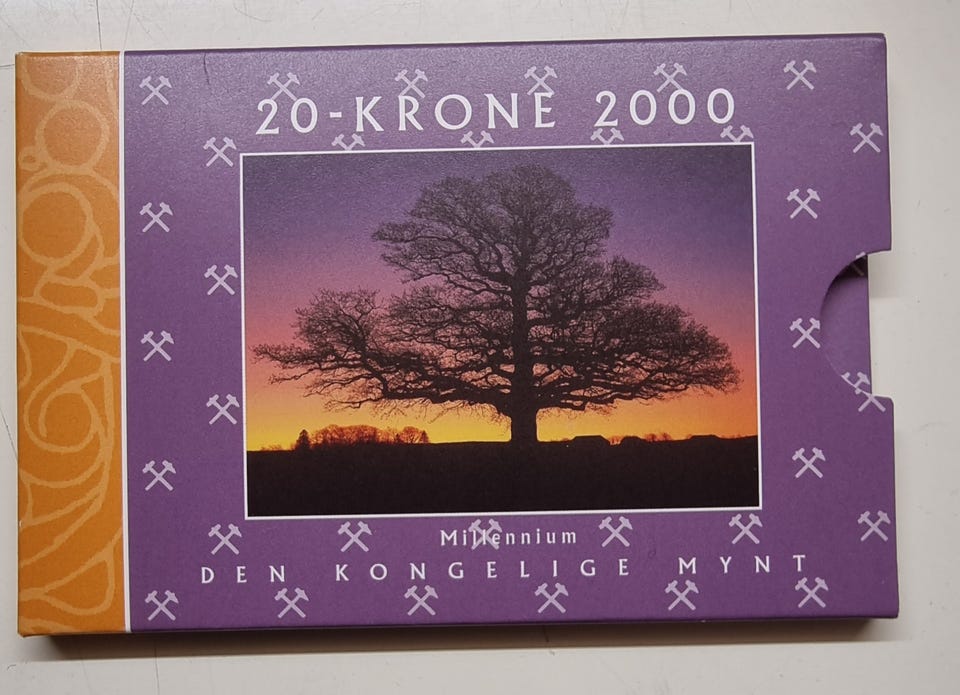 20-KRONE 2000
Millennium
DEN KONGELIGE MYNT